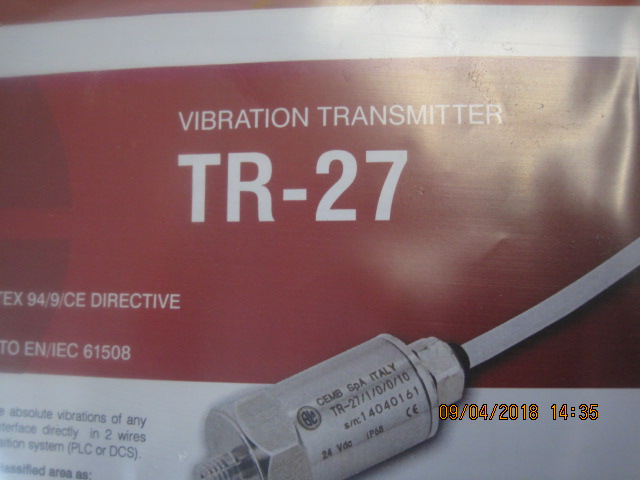 VIBRATION TRANSMITTER
TR-27
TEX 94/9/CE DIRECTIVE
TO EN/IEC 61508
CEMB SpA ITALY
TR-27/1/0/0/10
s/n:14040161
24 Vdc IP68 CE
absolute vibrations of any
nterface directly in 2 wires
sition system (PLC or DCS).
lassified area as:
09/04/2018 14:35